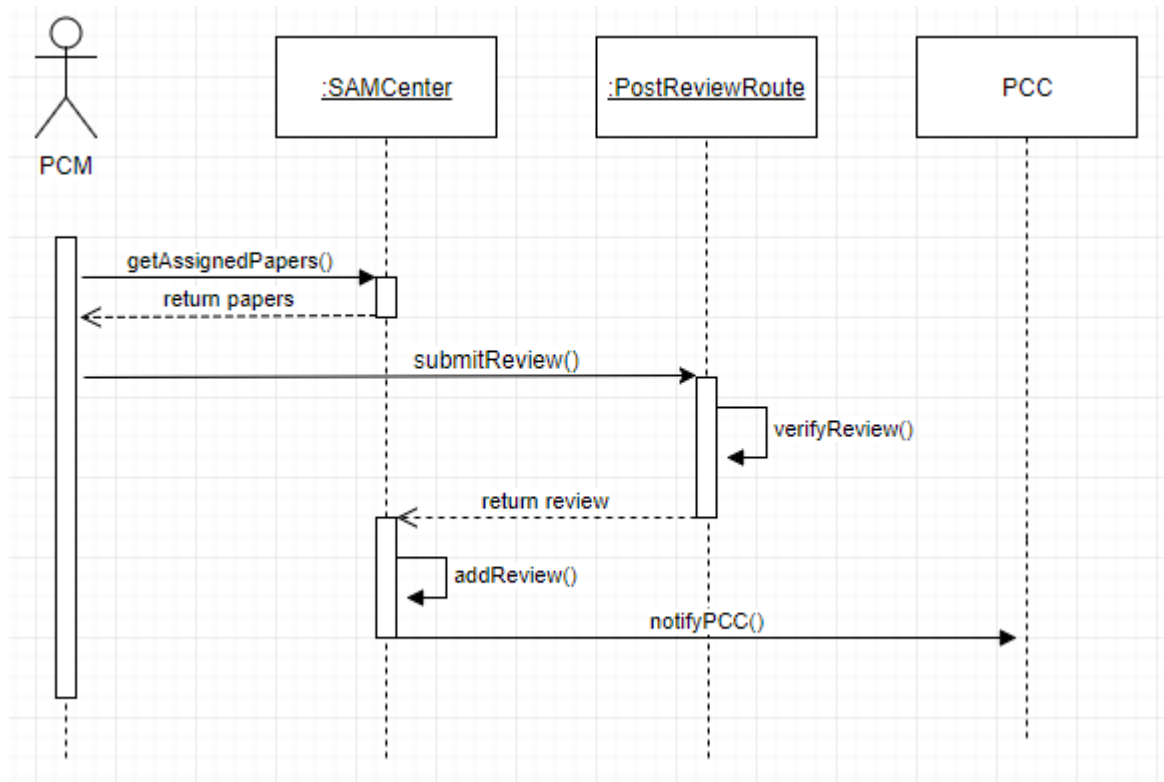 :SAMCenter
:PostReviewRoute
PCC
PCM
getAssignedPapers()
return papers
submitReview()
verifyReview()
return review
addReview()
notifyPCC()